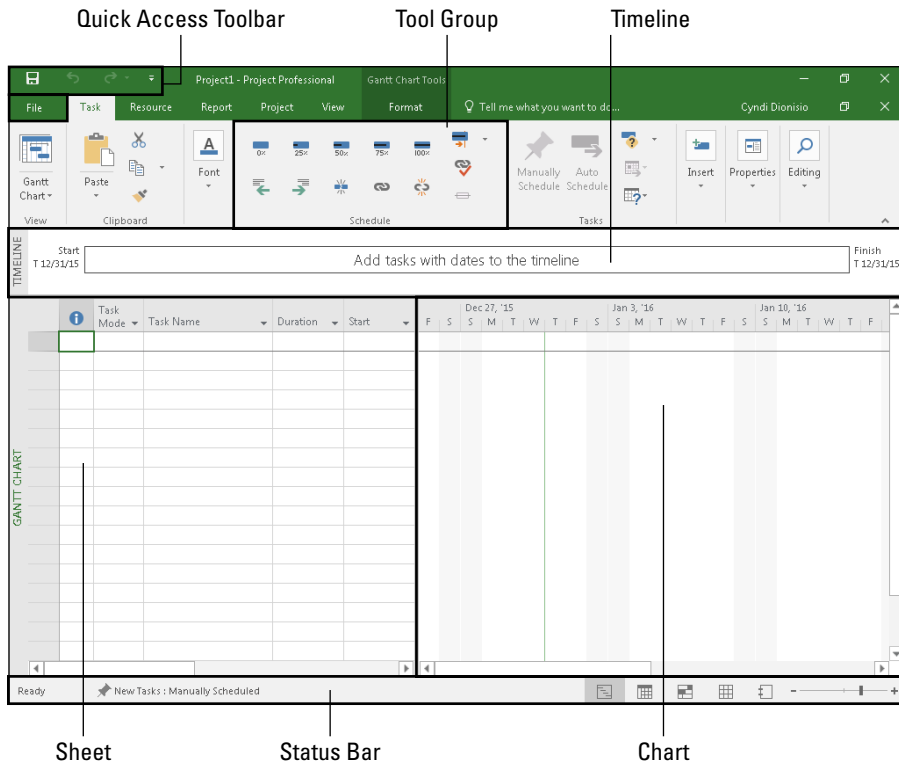 Quick Access Toolbar Tool Group Timeline
Project1 - Project Professional Gantt Chart Tools
File Task Resource Report Project View Format Tell me what you want to do... Cyndi Dionisio
0% 25% 50% 75% 100%
Gantt Chart Paste Font Manually Schedule Auto Schedule Insert Properties Editing
View Clipboard Schedule Tasks
TIMELINE
Start Finish
T 12/31/15 Add tasks with dates to the timeline T 12/31/15
Dec 27, '15 Jan 3, '16 Jan 10, '16
Task Mode Task Name Duration Start F S S M T W T F S S M T W T F S S M T W T F
GANTT CHART
Ready New Tasks : Manually Scheduled
Sheet Status Bar Chart